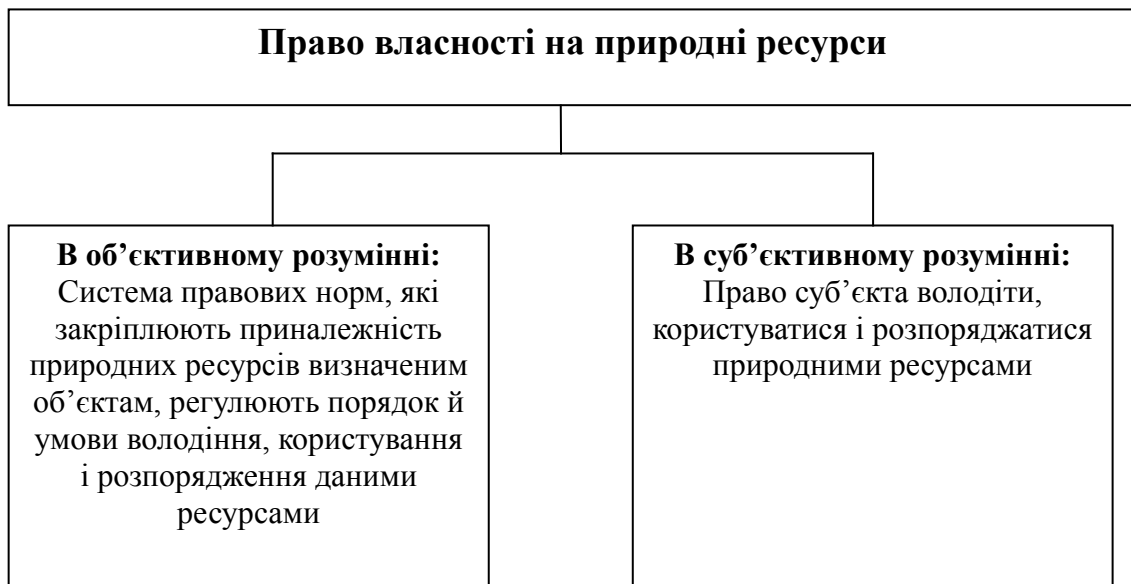 Право власності на природні ресурси
В об’єктивному розумінні:
Система правових норм, які
закріплюють приналежність
природних ресурсів визначеним
об’єктам, регулюють порядок й
умови володіння, користування
і розпорядження даними
ресурсами
В суб’єктивному розумінні:
Право суб’єкта володіти,
користуватися і розпоряджатися
природними ресурсами